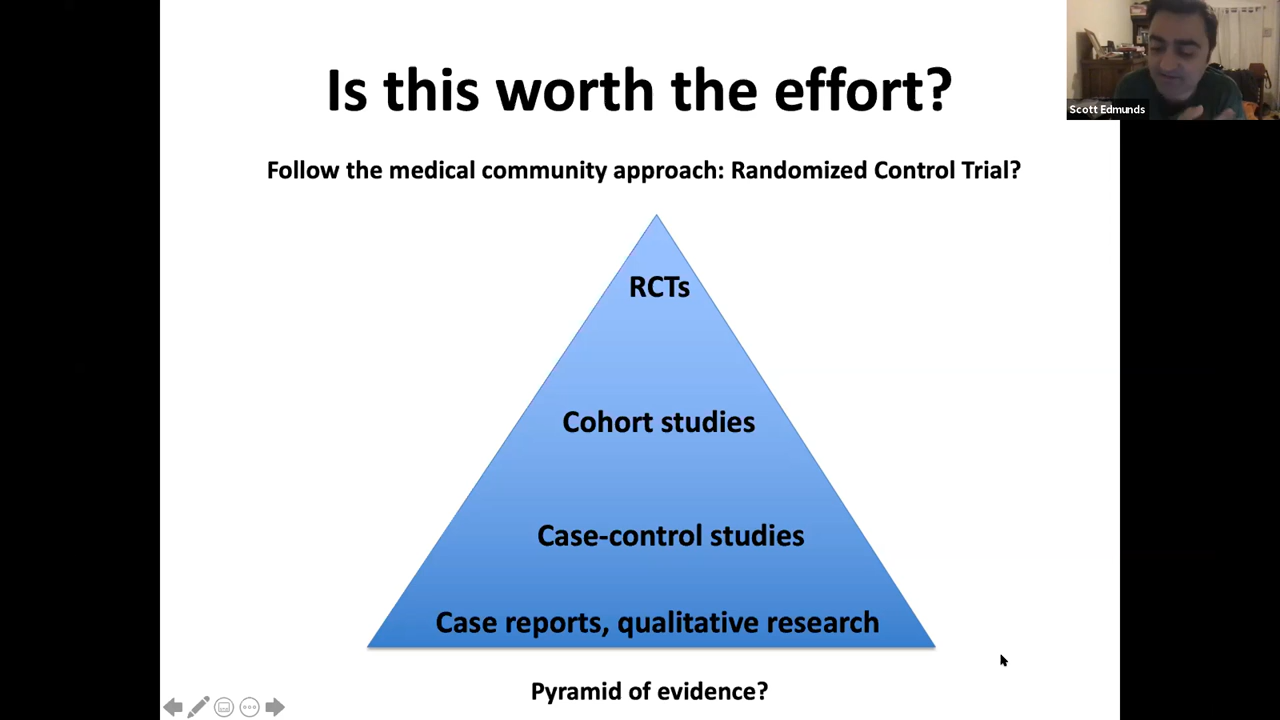 Is this worth the effort?
Scott Edmunds
Follow the medical community approach: Randomized Control Trial?
RCTs
Cohort studies
Case-control studies
Case reports, qualitative research
Pyramid of evidence?